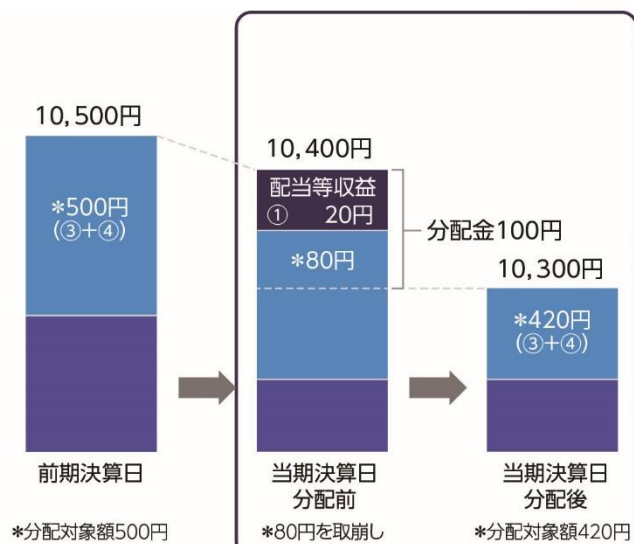 10,500円
*500円
(③+④)
前期決算日
*分配対象額500円
10,400円
配当等収益
① 20円
*80円
分配金100円
当期決算日
分配前
*80円を取崩し
10,300円
*420円
(③+④)
当期決算日
分配後
*分配対象額420円